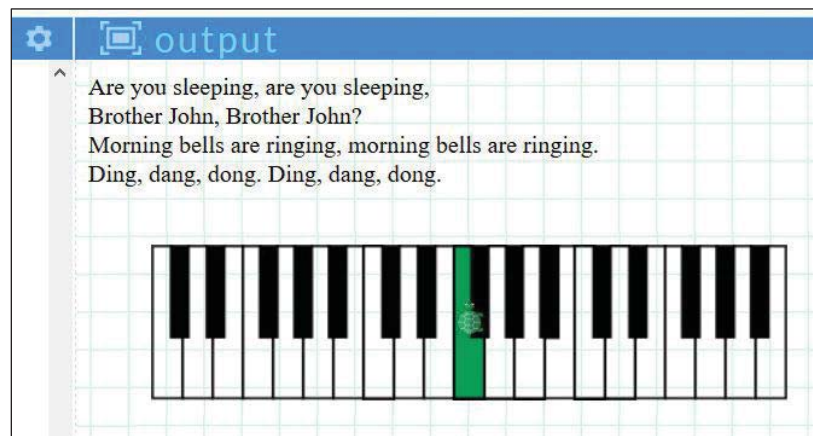 output
Are you sleeping, are you sleeping,
Brother John, Brother John?
Morning bells are ringing, morning bells are ringing.
Ding, dang, dong. Ding, dang, dong.